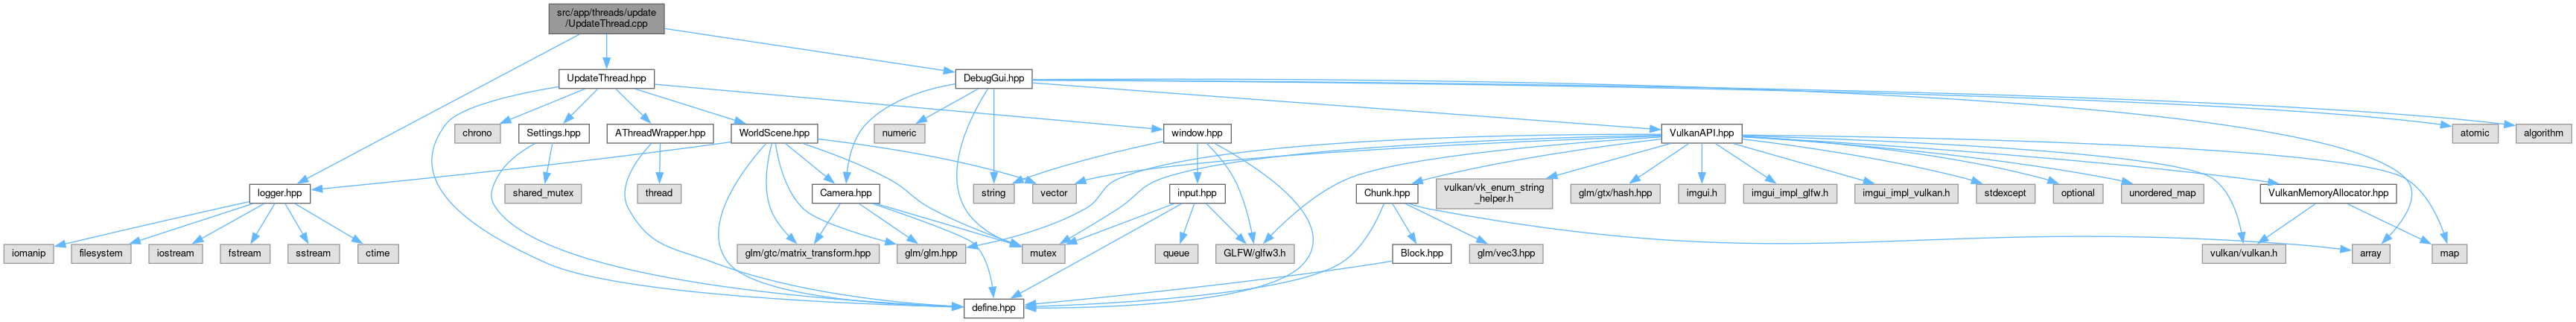 src/app/threads/update
/UpdateThread.cpp
UpdateThread.hpp
DebugGui.hpp
chrono
Settings.hpp
AThreadWrapper.hpp
WorldScene.hpp
numeric
window.hpp
VulkanAPI.hpp
atomic
algorithm
logger.hpp
shared_mutex
thread
Camera.hpp
vector
string
input.hpp
Chunk.hpp
vulkan/vk_enum_string
_helper.h
glm/gtx/hash.hpp
imgui.h
imgui_impl_glfw.h
imgui_impl_vulkan.h
stdexcept
optional
unordered_map
VulkanMemoryAllocator.hpp
iomanip
filesystem
iostream
fstream
sstream
ctime
glm/gtc/matrix_transform.hpp
glm/glm.hpp
mutex
queue
GLFW/glfw3.h
Block.hpp
glm/vec3.hpp
vulkan/vulkan.h
array
map
define.hpp